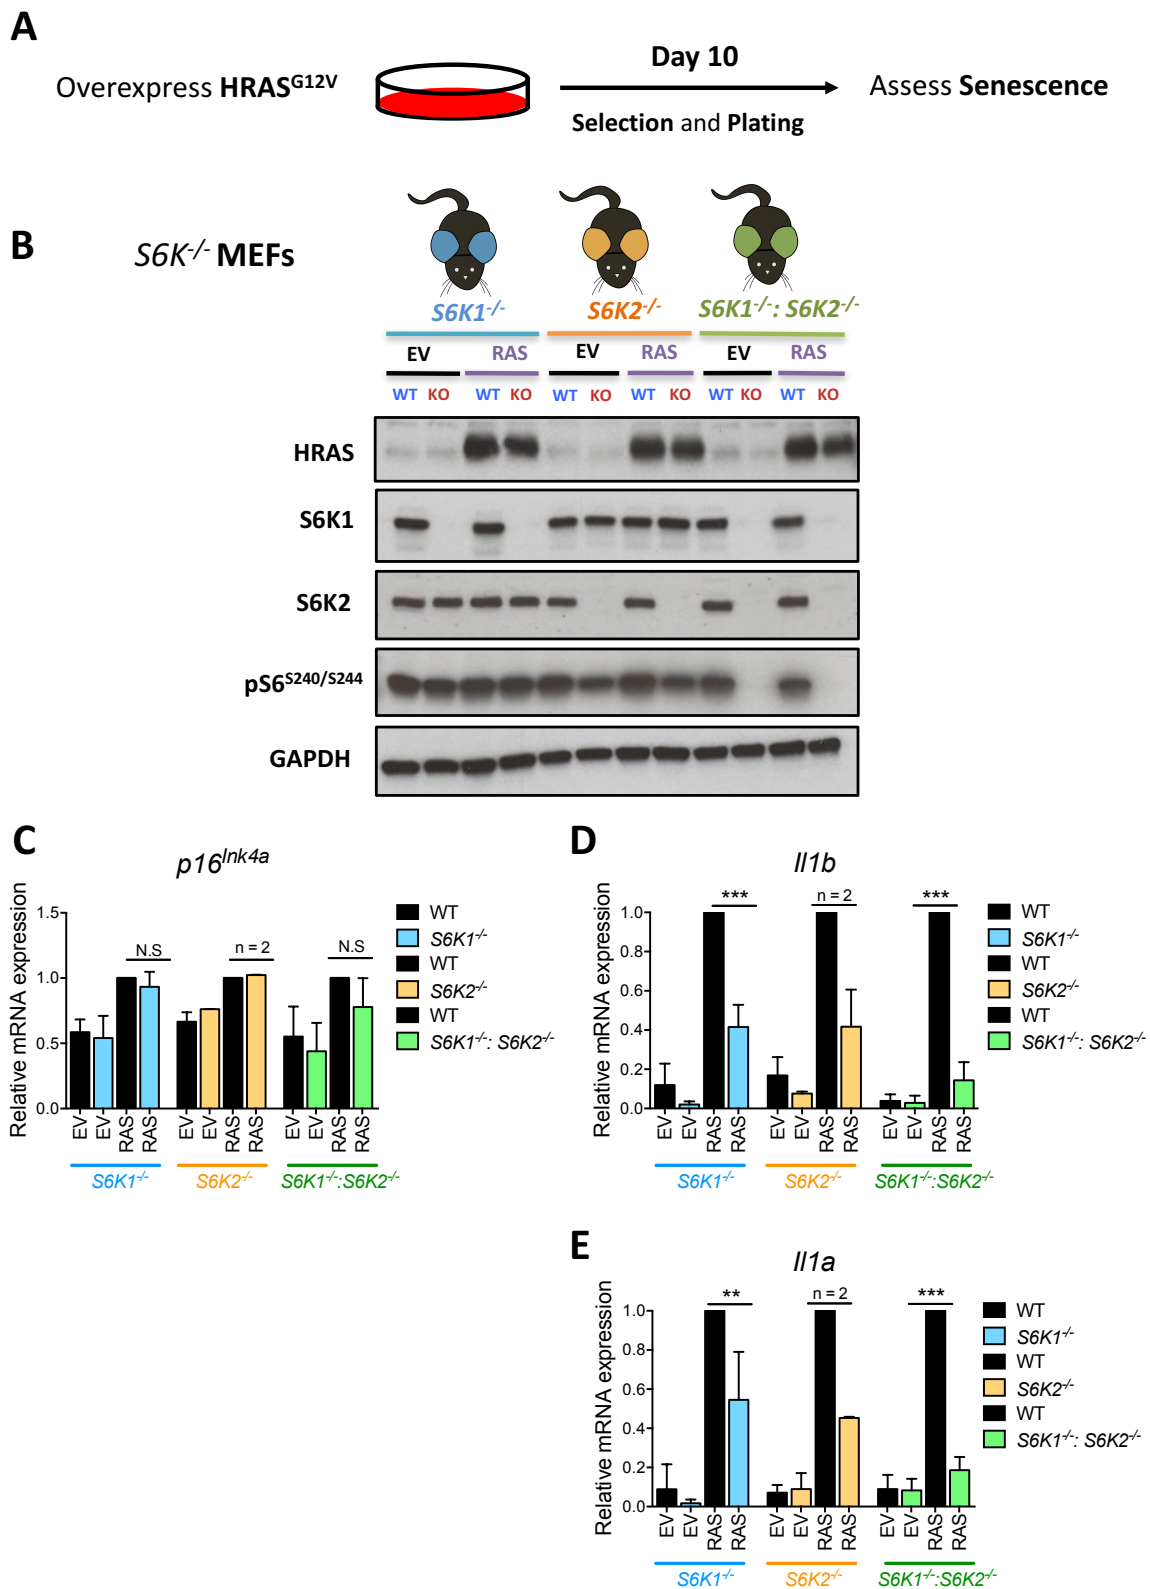 A
Overexpress HRAS^G12V
Day 10
Selection and Plating
Assess Senescence
B
S6K^-/- MEFs
S6K1^-/- S6K2^-/- S6K1^-/-: S6K2^-/-
EV RAS EV RAS EV RAS
WT KO WT KO WT KO WT KO WT KO WT KO
HRAS
S6K1
S6K2
pS6^S240/S244
GAPDH
C
p16^Ink4a
Relative mRNA expression
1.5
1.0
0.5
0.0
N.S
n = 2
N.S
EV EV RAS RAS EV EV RAS RAS EV EV RAS RAS
S6K1^-/- S6K2^-/- S6K1^-/-:S6K2^-/-
WT
S6K1^-/-
WT
S6K2^-/-
WT
S6K1^-/-: S6K2^-/-
D
Il1b
Relative mRNA expression
1.0
0.8
0.6
0.4
0.2
0.0
***
n = 2
***
EV EV RAS RAS EV EV RAS RAS EV EV RAS RAS
S6K1^-/- S6K2^-/- S6K1^-/-:S6K2^-/-
WT
S6K1^-/-
WT
S6K2^-/-
WT
S6K1^-/-: S6K2^-/-
E
Il1a
Relative mRNA expression
1.0
0.8
0.6
0.4
0.2
0.0
**
n = 2
***
EV EV RAS RAS EV EV RAS RAS EV EV RAS RAS
S6K1^-/- S6K2^-/- S6K1^-/-:S6K2^-/-
WT
S6K1^-/-
WT
S6K2^-/-
WT
S6K1^-/-: S6K2^-/-